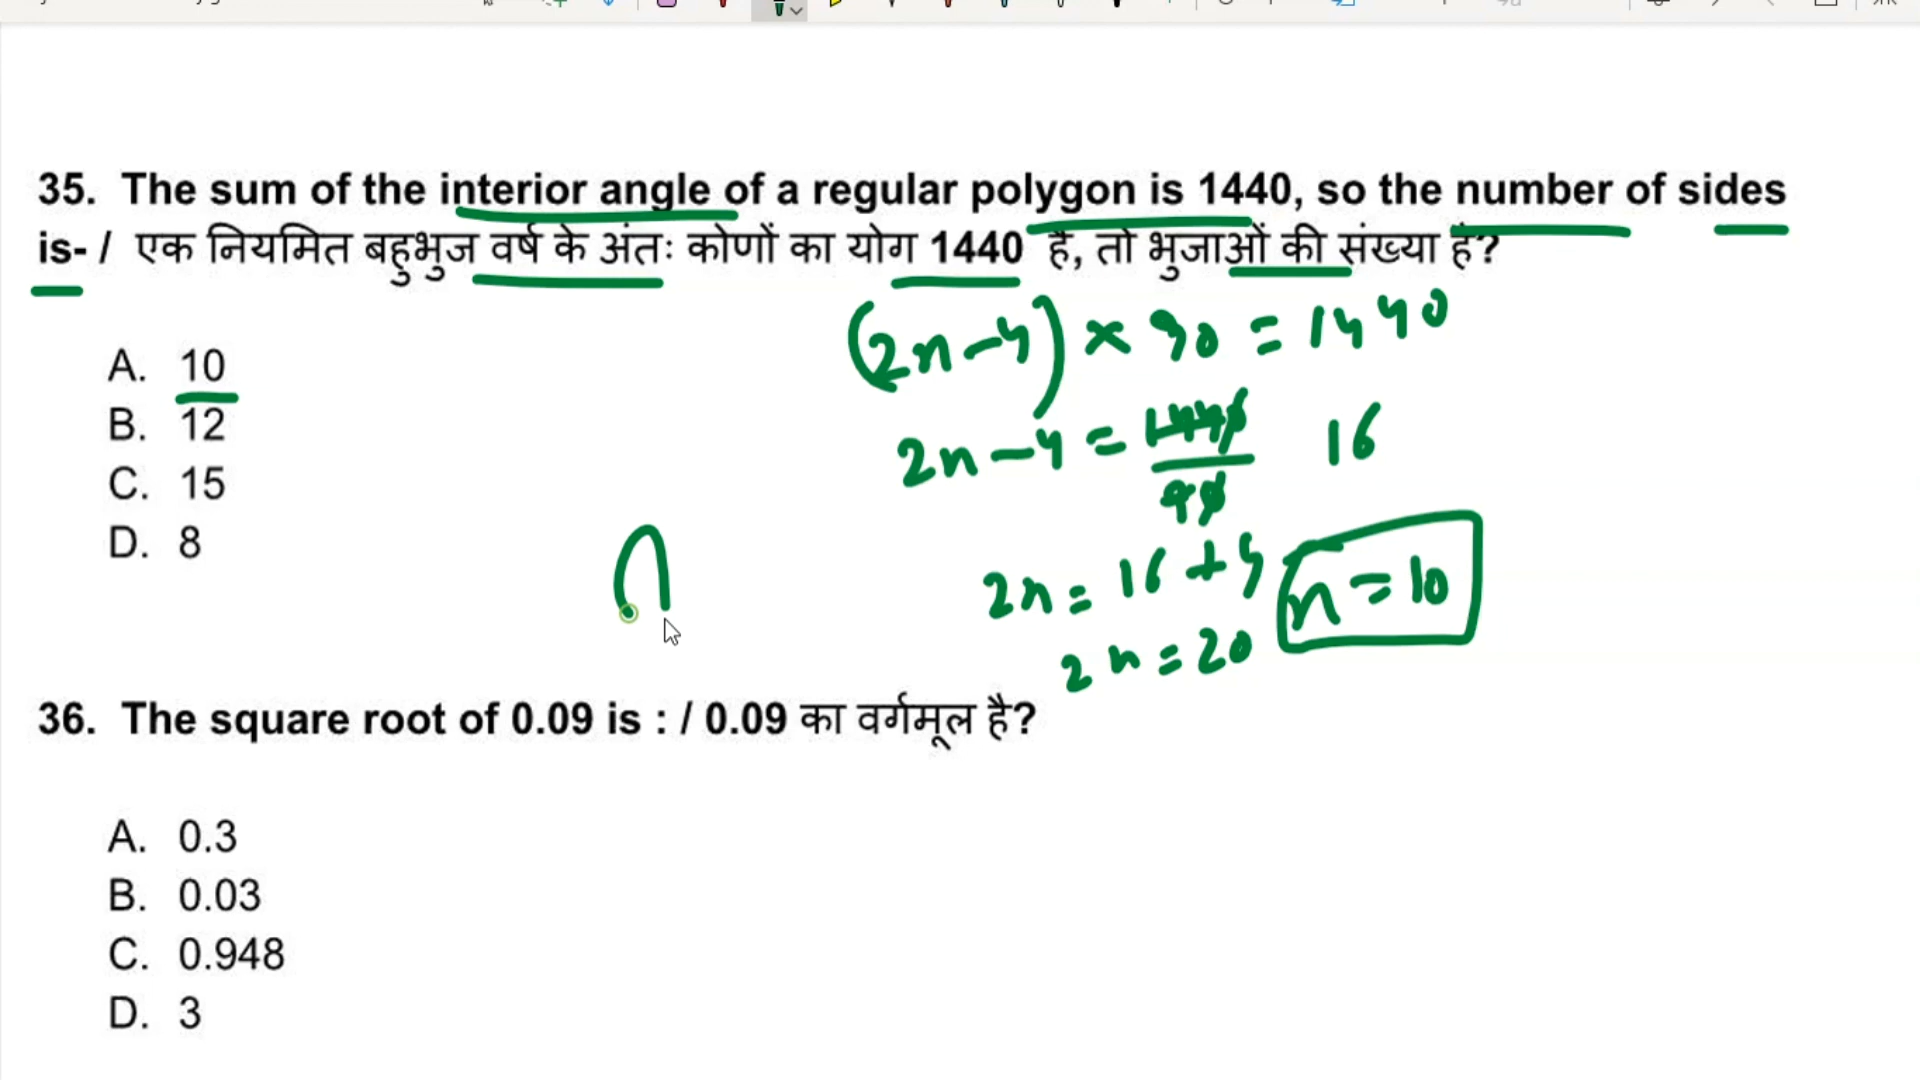 35. The sum of the interior angle of a regular polygon is 1440, so the number of sides
is- / एक नियमित बहुभुज वर्ष के अंतः कोणों का योग 1440 है, तो भुजाओं की संख्या है?
(2n-4) × 90 = 1440
A. 10
B. 12
2n-4 = 1440/90 16
C. 15
D. 8
2n = 16 + 4
n = 10
2n = 20
36. The square root of 0.09 is : / 0.09 का वर्गमूल है?
A. 0.3
B. 0.03
C. 0.948
D. 3